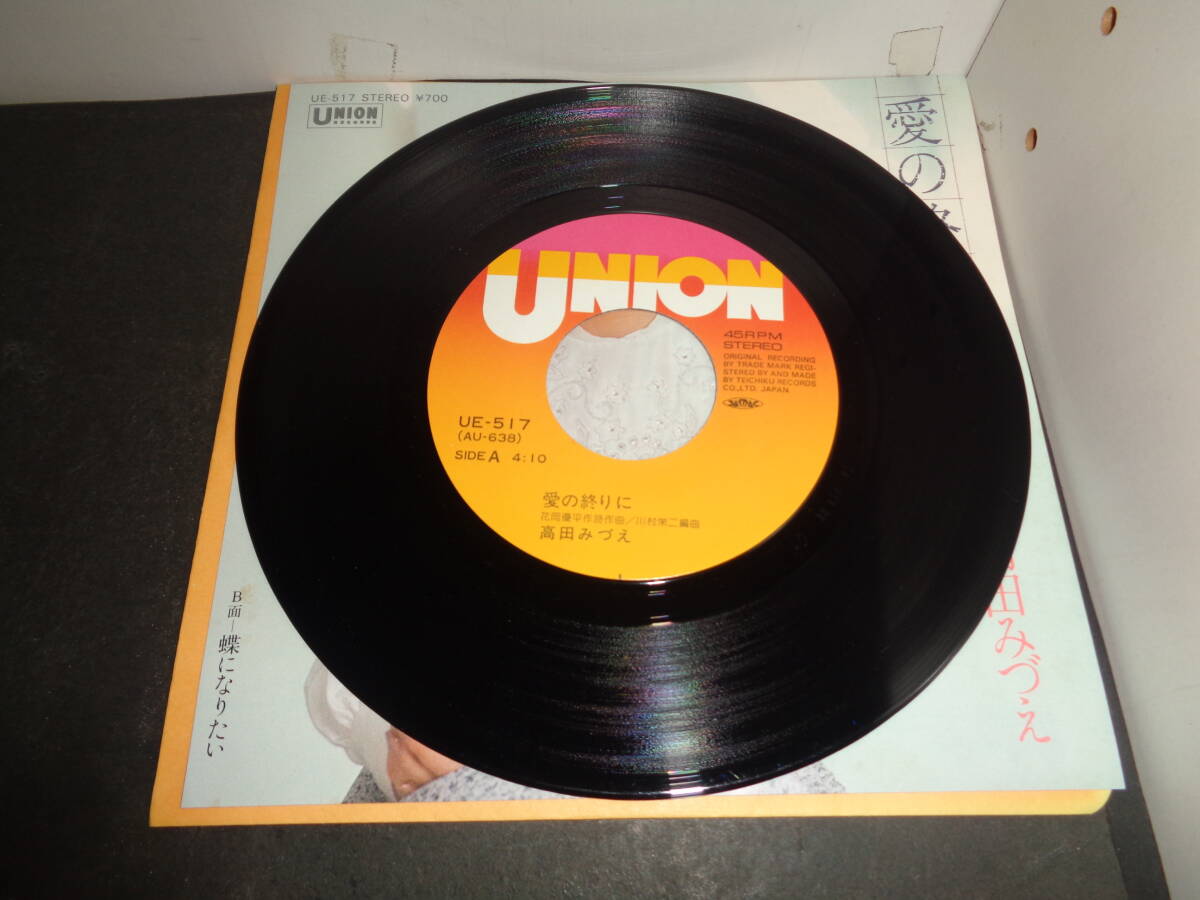 UE-517 STEREO ¥700
UNION
愛の
UNION
45RPM
STEREO
ORIGINAL RECORDING
BY TRADE MARK REGI-
STERED BY AND MADE
BY TEICHIKU RECORDS
CO.,LTD. JAPAN
UE-517
(AU-638)
SIDE A 4:10
愛の終りに
花岡優平作詩作曲/川村栄二編曲
高田みづえ
田みづえ
B面-蝶になりたい